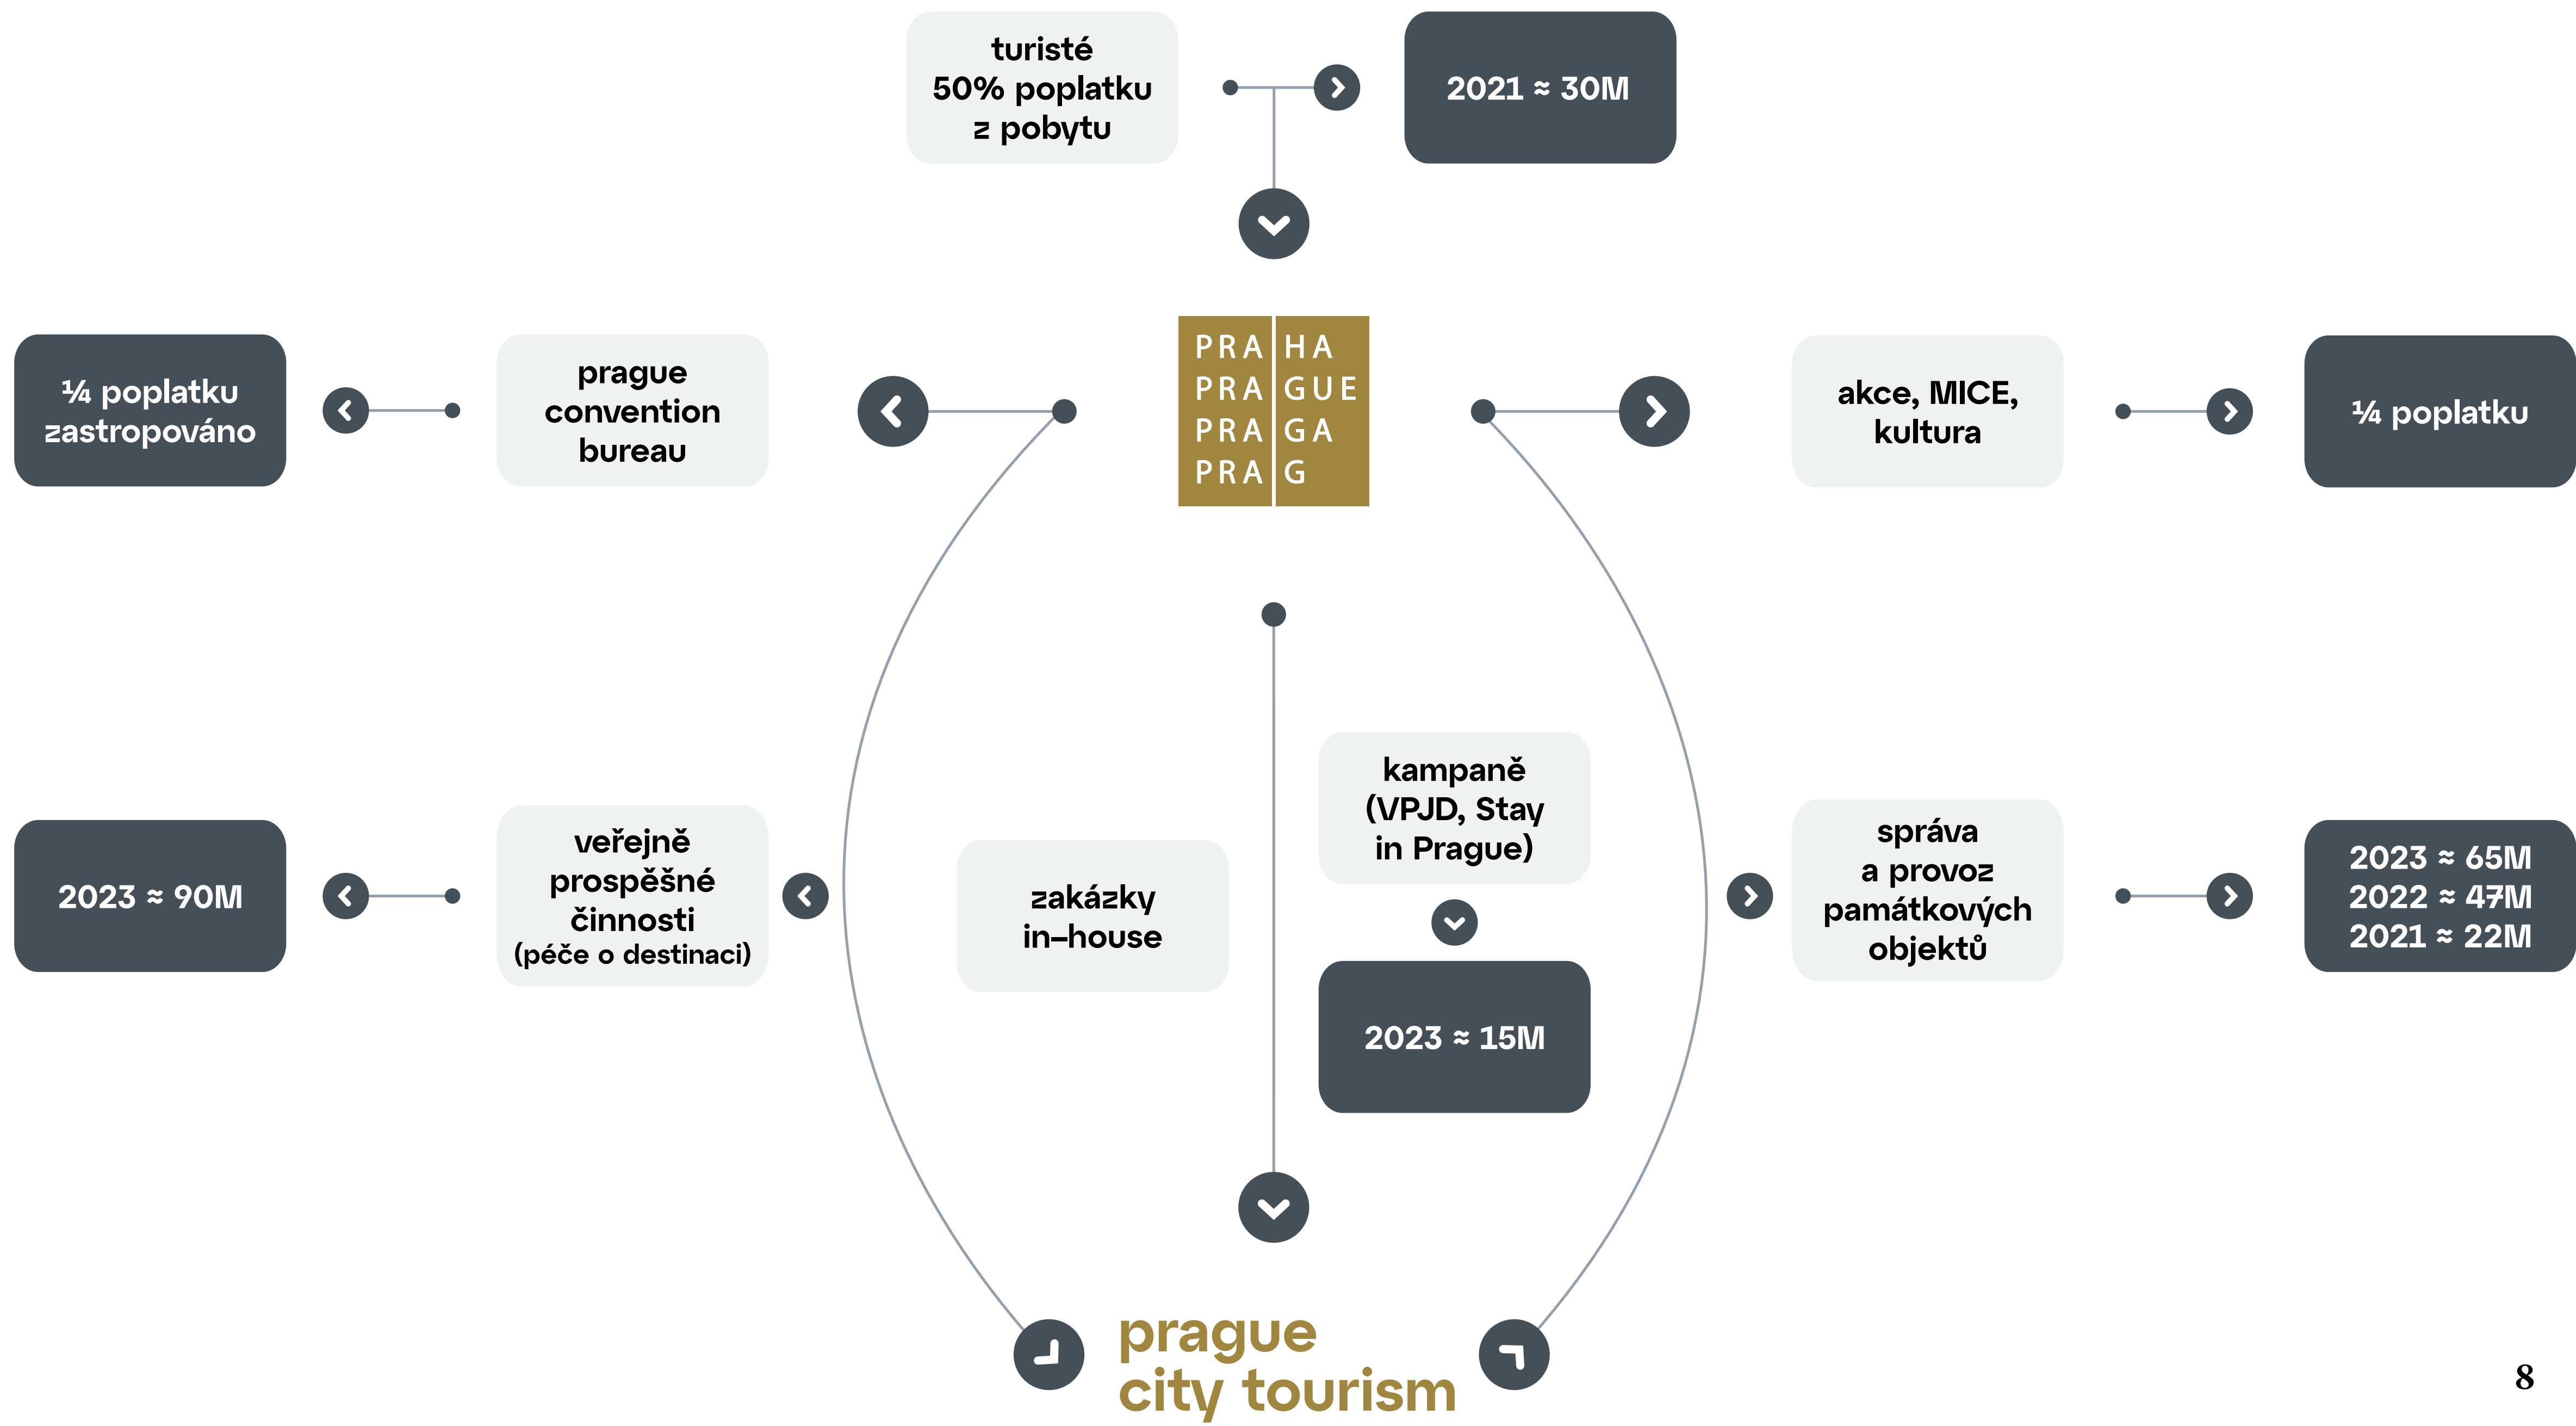 turisté
50% poplatku
z pobytu
2021 ≈ 30M
¼ poplatku
zastropováno
prague
convention
bureau
PRA HA
PRA GUE
PRA GA
PRA G
akce, MICE,
kultura
¼ poplatku
2023 ≈ 90M
veřejně
prospěšné
činnosti
(péče o destinaci)
zakázky
in–house
kampaně
(VPJD, Stay
in Prague)
2023 ≈ 15M
správa
a provoz
památkových
objektů
2023 ≈ 65M
2022 ≈ 47M
2021 ≈ 22M
prague
city tourism
8